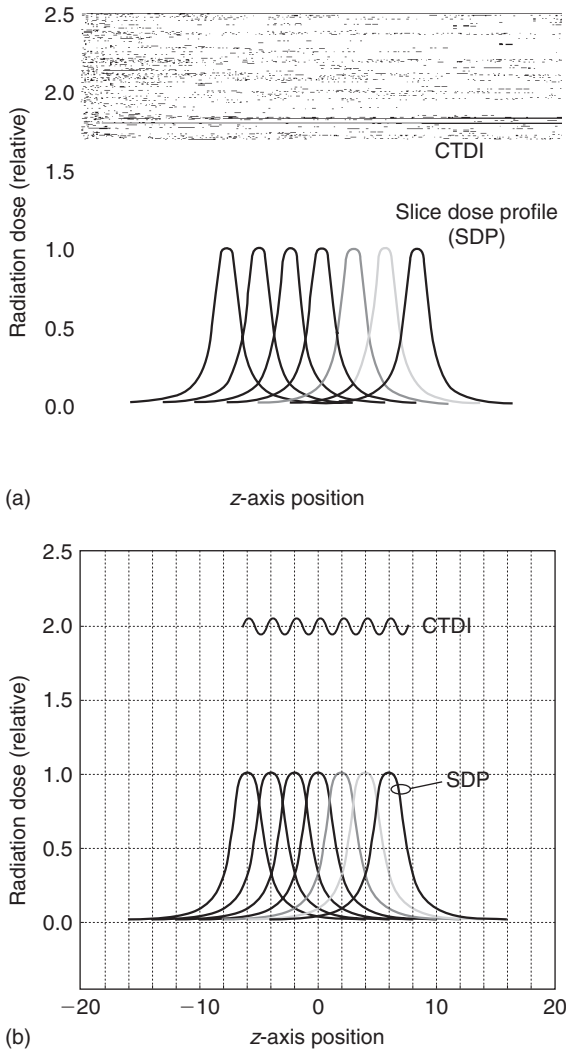 2.5
2.0
CTDI
1.5
Slice dose profile
(SDP)
1.0
0.5
0.0
Radiation dose (relative)
(a)
z-axis position
2.5
2.0
CTDI
1.5
1.0
SDP
0.5
0.0
Radiation dose (relative)
−20
−10
0
10
20
(b)
z-axis position